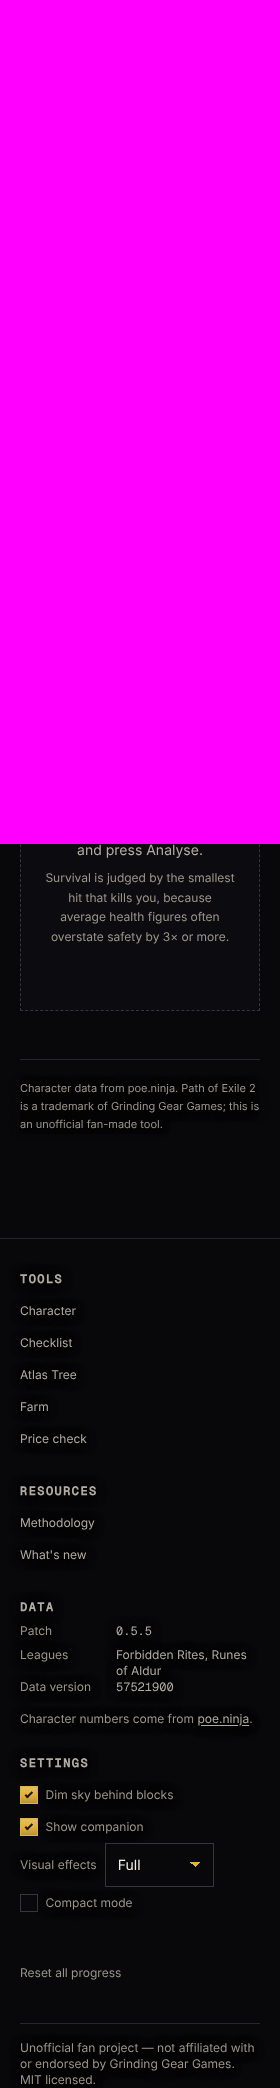 and press Analyse.
Survival is judged by the smallest
hit that kills you, because
average health figures often
overstate safety by 3× or more.
Character data from poe.ninja. Path of Exile 2
is a trademark of Grinding Gear Games; this is
an unofficial fan-made tool.
TOOLS
Character
Checklist
Atlas Tree
Farm
Price check
RESOURCES
Methodology
What's new
DATA
Patch 0.5.5
Leagues Forbidden Rites, Runes
of Aldur
Data version 57521900
Character numbers come from poe.ninja.
SETTINGS
Dim sky behind blocks
Show companion
Visual effects Full
Compact mode
Reset all progress
Unofficial fan project — not affiliated with
or endorsed by Grinding Gear Games.
MIT licensed.